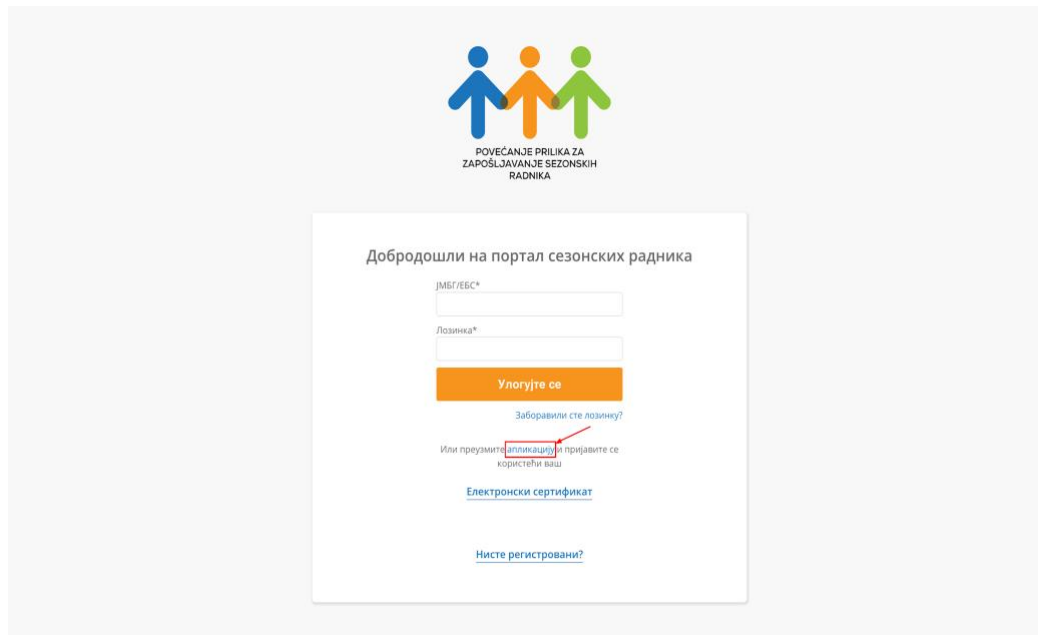 POVEĆANJE PRILIKA ZA
ZAPOŠLJAVANJE SEZONSKIH
RADNIKA
Добродошли на портал сезонских радника
ЈМБГ/ЕБС*
Лозинка*
Улогујте се
Заборавили сте лозинку?
Или преузмите апликацију и пријавите се
користећи ваш
Електронски сертификат
Нисте регистровани?